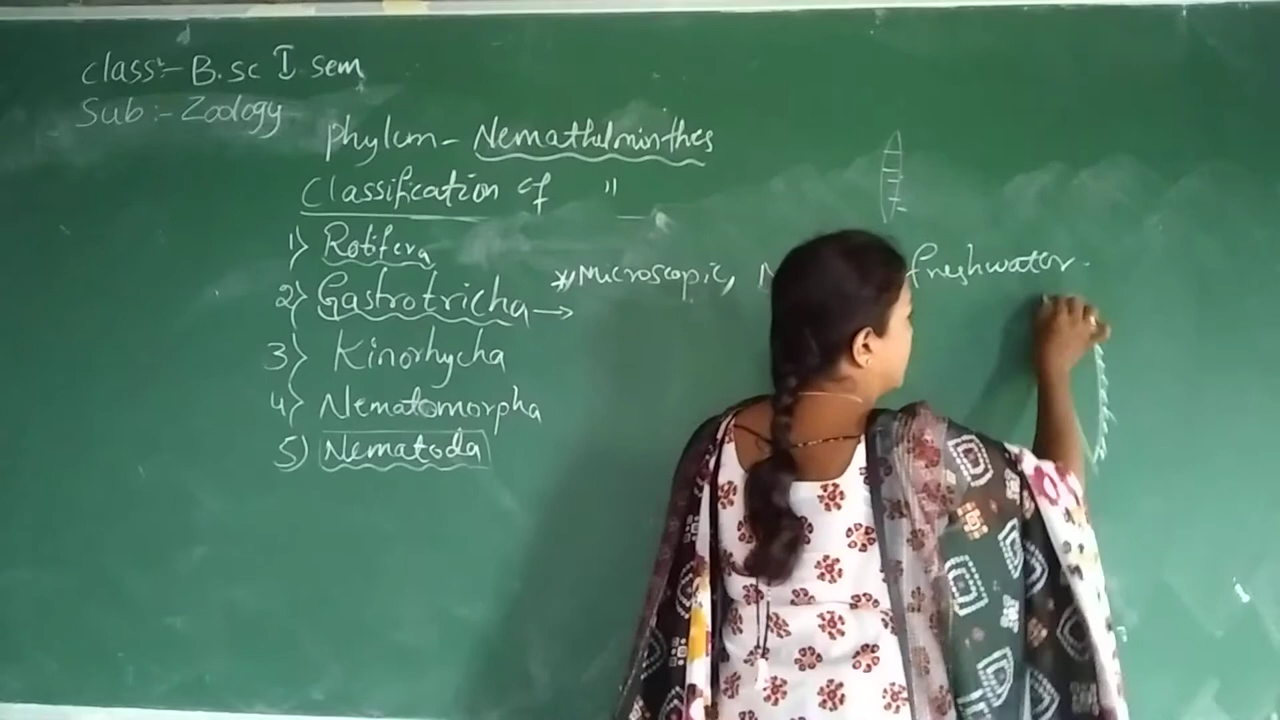 class:- B.sc I sem
Sub:- Zoology
phylum - Nemathelminthes
Classification of "
1) Rotifera
2) Gastrotricha → * Microscopic, freshwater.
3) Kinorhycha
4) Nematomorpha
5) Nematoda